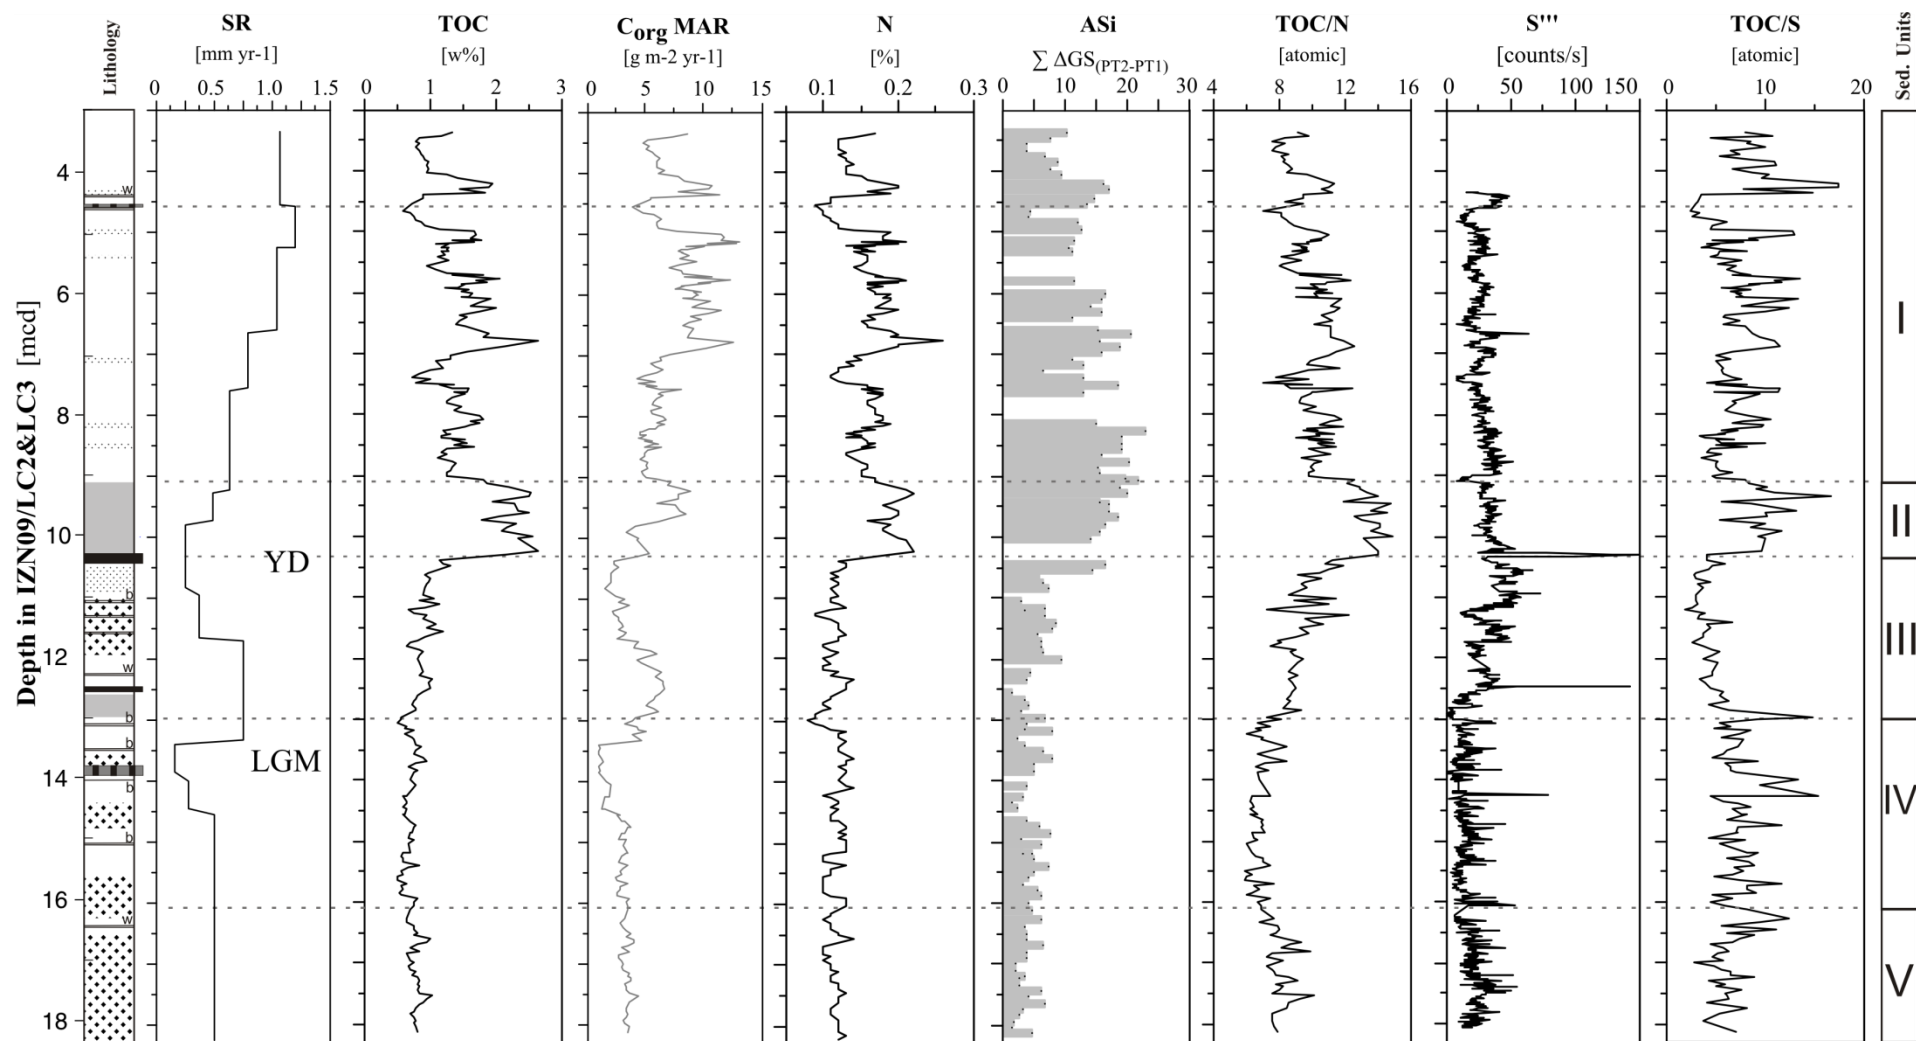 SR
TOC
Corg MAR
N
ASi
TOC/N
S'''
TOC/S
[mm yr-1]
[w%]
[g m-2 yr-1]
[%]
∑ ΔGS(PT2-PT1)
[atomic]
[counts/s]
[atomic]
Lithology
Sed. Units
0 0.5 1.0 1.5
0 1 2 3
0 5 10 15
0.1 0.2 0.3
0 10 20 30
4 8 12 16
0 50 100 150
0 10 20
Depth in IZN09/LC2&LC3 [mcd]
4
6
8
10
12
14
16
18
w
b
w
b
b
b
b
w
YD
LGM
I
II
III
IV
V